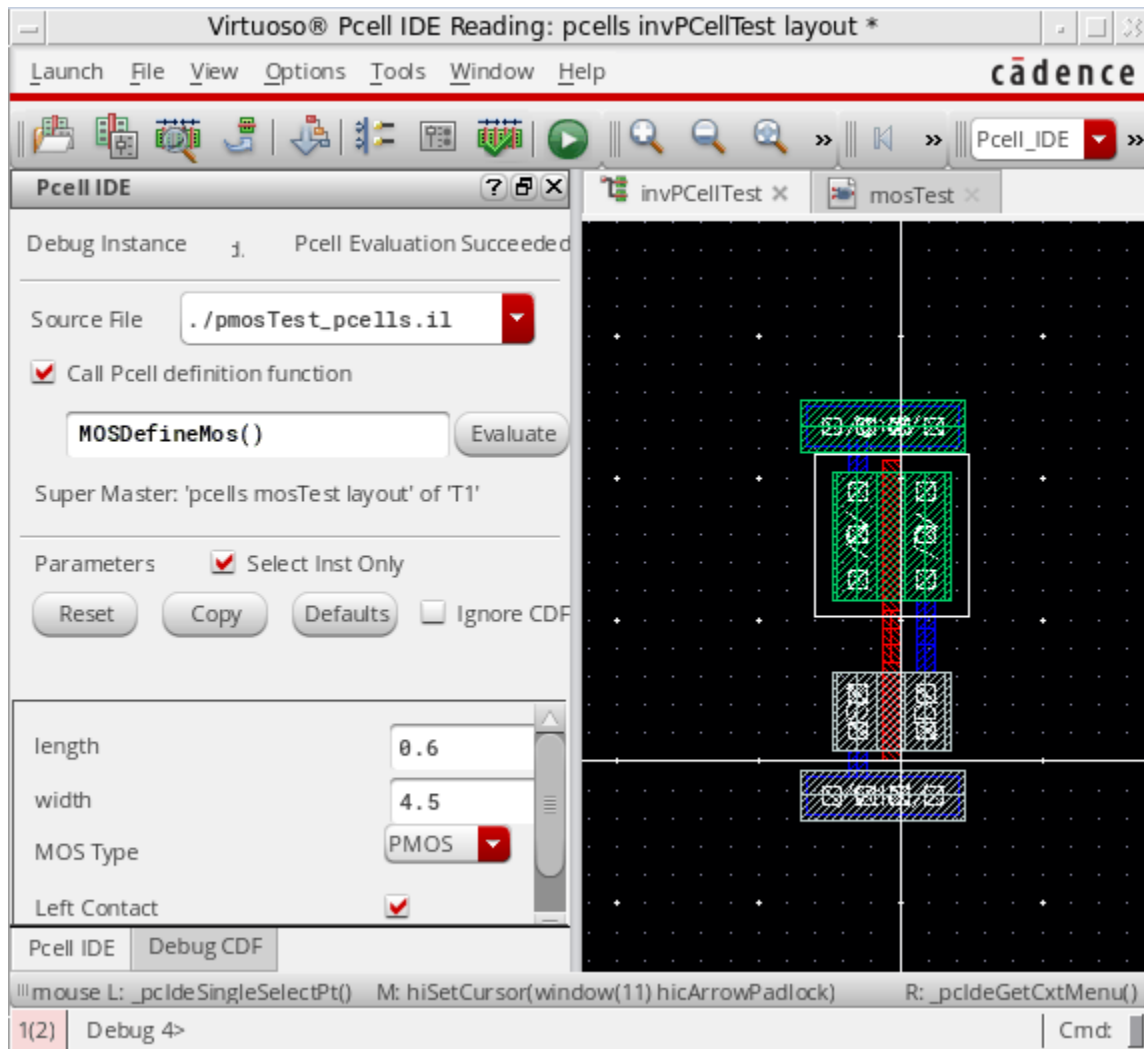 Virtuoso® Pcell IDE Reading: pcells invPCellTest layout *
Launch File View Options Tools Window Help
cādence
Pcell_IDE
Pcell IDE
invPCellTest
mosTest
Debug Instance
Pcell Evaluation Succeeded
Source File ./pmosTest_pcells.il
Call Pcell definition function
MOSDefineMos() Evaluate
Super Master: 'pcells mosTest layout' of 'T1'
Parameters Select Inst Only
Reset Copy Defaults Ignore CDF
length 0.6
width 4.5
MOS Type PMOS
Left Contact
Pcell IDE Debug CDF
mouse L: _pcIdeSingleSelectPt() M: hiSetCursor(window(11) hicArrowPadlock) R: _pcIdeGetCxtMenu()
1(2) Debug 4> Cmd: